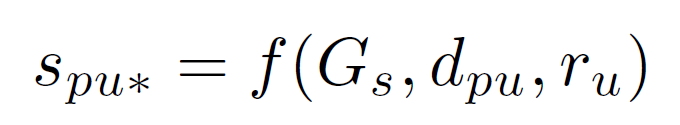 s_{pu*} = f(G_s, d_{pu}, r_u)